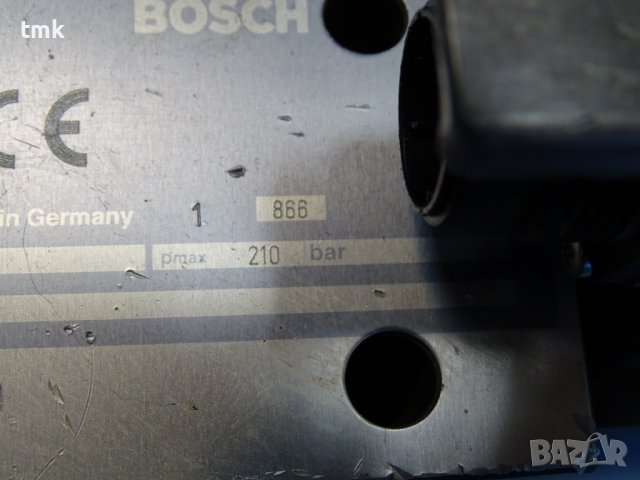 tmk
BOSCH
CE
in Germany 1 866
pmax 210 bar
BAZAR